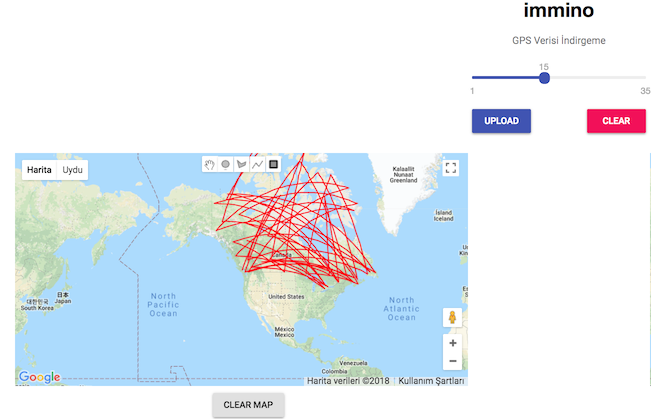 immino
GPS Verisi İndirgeme
15
1
35
UPLOAD
CLEAR
Harita
Uydu
Kalaallit
Nunaat
Greenland
Ísland
Iceland
Canada
대한민국
South Korea
日本
Japan
North
Pacific
Ocean
United States
North
Atlantic
Ocean
México
Mexico
Venezuela
Colombia
Google
Harita verileri ©2018
Kullanım Şartları
CLEAR MAP